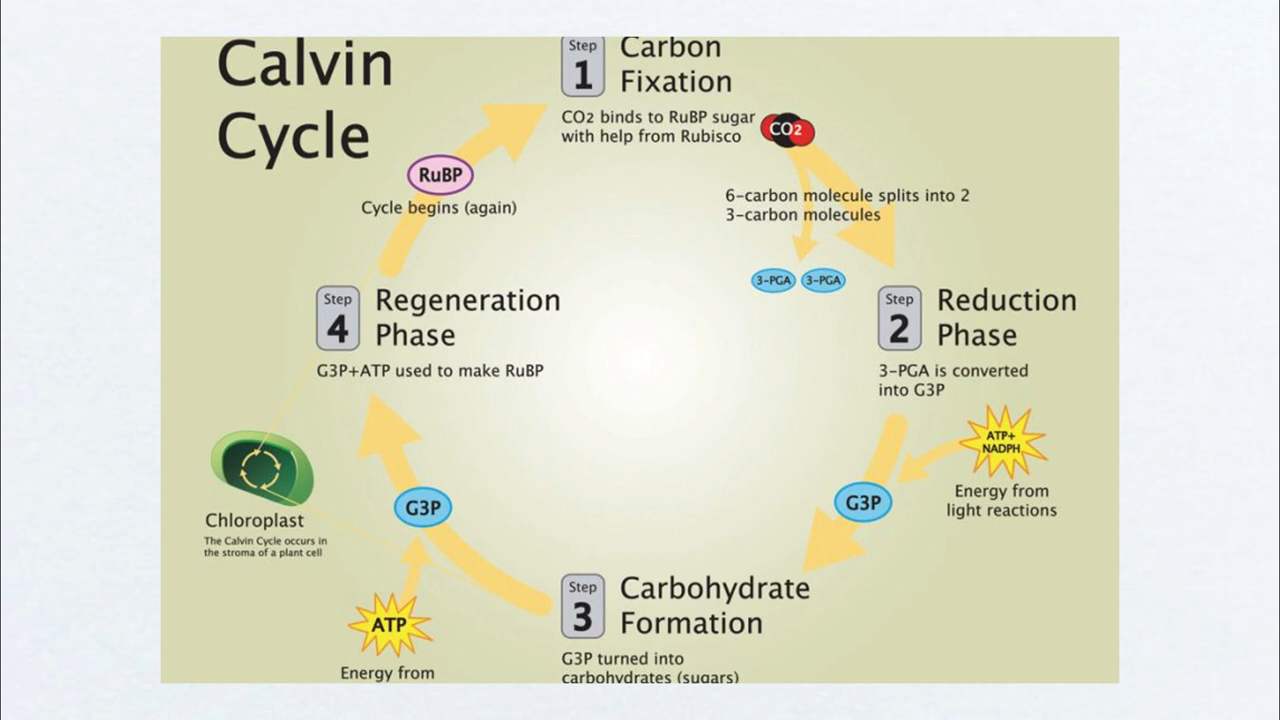 Calvin
Cycle
Step
1
Carbon
Fixation
CO2 binds to RuBP sugar
with help from Rubisco
CO2
6-carbon molecule splits into 2
3-carbon molecules
3-PGA
3-PGA
Step
2
Reduction
Phase
3-PGA is converted
into G3P
ATP+
NADPH
Energy from
light reactions
G3P
Step
3
Carbohydrate
Formation
G3P turned into
carbohydrates (sugars)
ATP
Energy from
G3P
Step
4
Regeneration
Phase
G3P+ATP used to make RuBP
RuBP
Cycle begins (again)
Chloroplast
The Calvin Cycle occurs in
the stroma of a plant cell